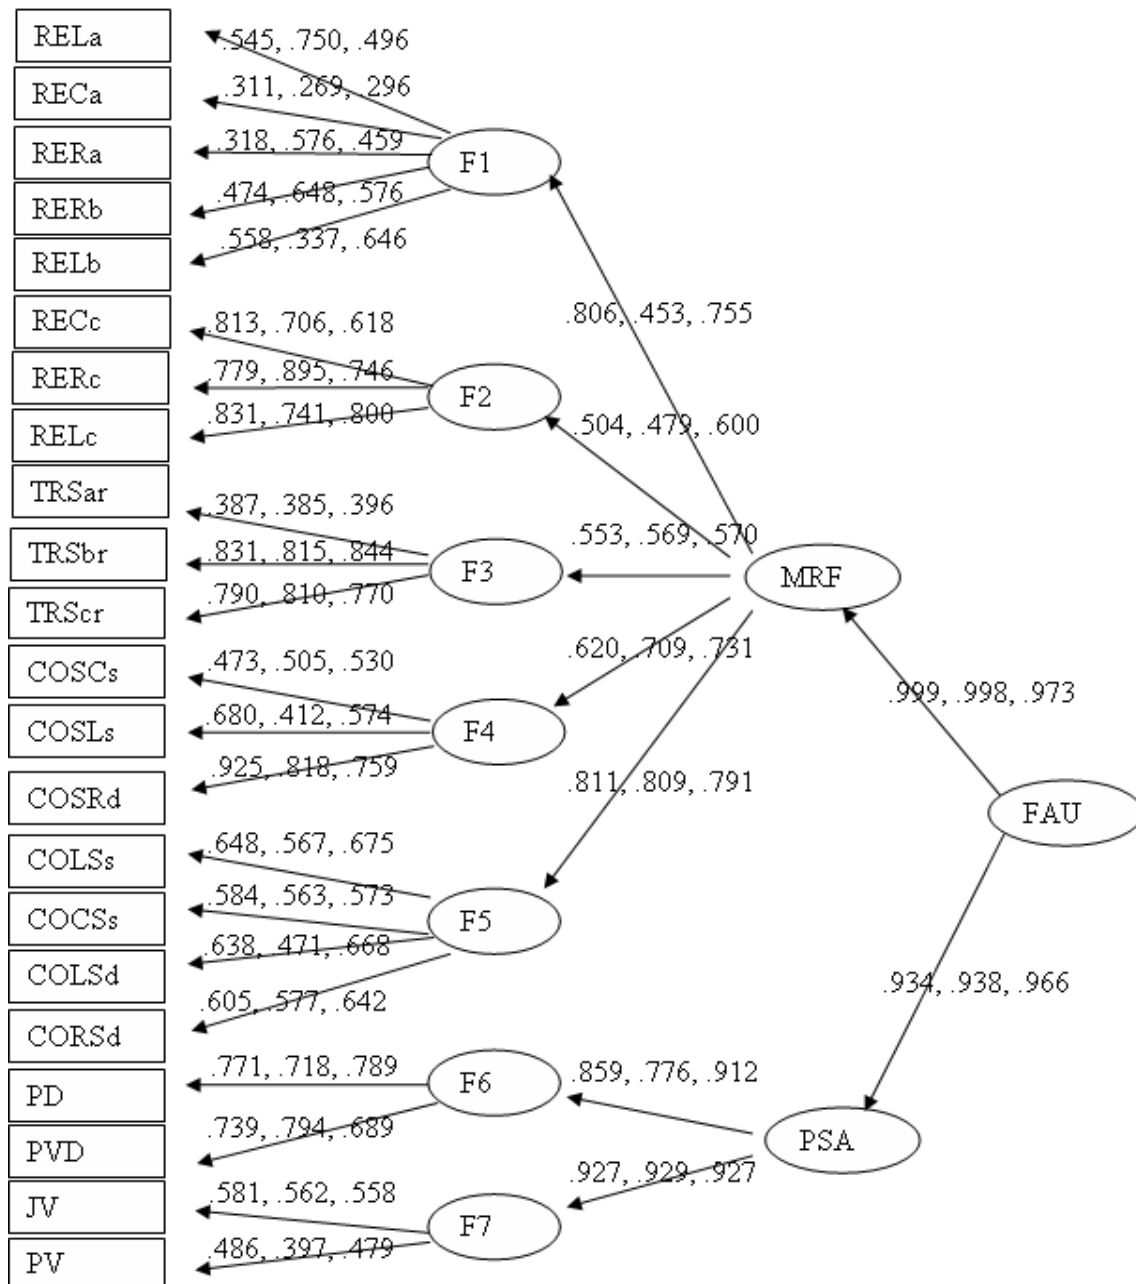 RELa
.545, .750, .496
RECa
.311, .269, .296
RERa
.318, .576, .459
F1
RERb
.474, .648, .576
RELb
.558, .337, .646
RECc
.813, .706, .618
.806, .453, .755
RERc
.779, .895, .746
F2
RELc
.831, .741, .800
.504, .479, .600
TRSar
.387, .385, .396
TRSbr
.831, .815, .844
.553, .569, .570
F3
MRF
TRScr
.790, .810, .770
COSCs
.473, .505, .530
.620, .709, .731
COSLs
.680, .412, .574
F4
.999, .998, .973
COSRd
.925, .818, .759
.811, .809, .791
FAU
COLSs
.648, .567, .675
COCSs
.584, .563, .573
F5
COLSd
.638, .471, .668
.934, .938, .966
CORSd
.605, .577, .642
PD
.771, .718, .789
F6
.859, .776, .912
PVD
.739, .794, .689
PSA
JV
.581, .562, .558
.927, .929, .927
F7
PV
.486, .397, .479